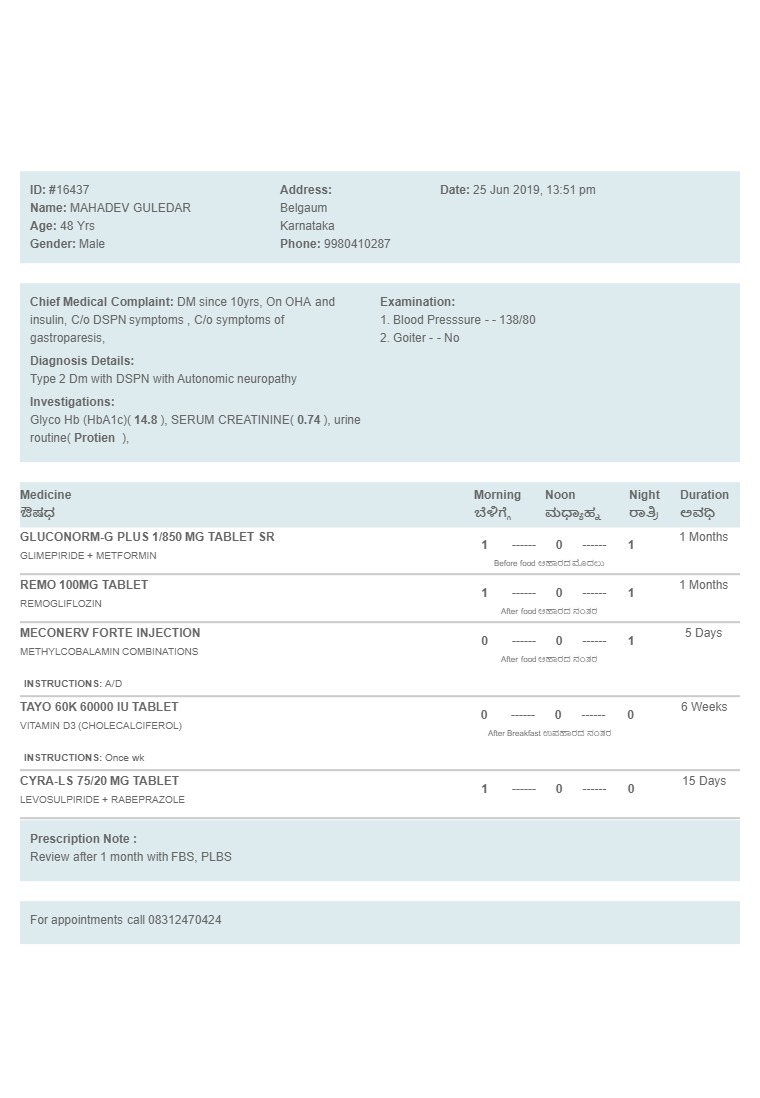 ID: #16437
Name: MAHADEV GULEDAR
Age: 48 Yrs
Gender: Male
Address:
Belgaum
Karnataka
Phone: 9980410287
Date: 25 Jun 2019, 13:51 pm
Chief Medical Complaint: DM since 10yrs, On OHA and
insulin, C/o DSPN symptoms , C/o symptoms of
gastroparesis,
Diagnosis Details:
Type 2 Dm with DSPN with Autonomic neuropathy
Investigations:
Glyco Hb (HbA1c)( 14.8 ), SERUM CREATININE( 0.74 ), urine
routine( Protien  ),
Examination:
1. Blood Presssure - - 138/80
2. Goiter - - No
Medicine Morning Noon Night Duration
ಔಷಧ ಬೆಳಿಗ್ಗೆ ಮಧ್ಯಾಹ್ನ ರಾತ್ರಿ ಅವಧಿ
GLUCONORM-G PLUS 1/850 MG TABLET SR 1 ------ 0 ------ 1 1 Months
GLIMEPIRIDE + METFORMIN
Before food ಆಹಾರದ ಮೊದಲು
REMO 100MG TABLET 1 ------ 0 ------ 1 1 Months
REMOGLIFLOZIN
After food ಆಹಾರದ ನಂತರ
MECONERV FORTE INJECTION 0 ------ 0 ------ 1 5 Days
METHYLCOBALAMIN COMBINATIONS
After food ಆಹಾರದ ನಂತರ
INSTRUCTIONS: A/D
TAYO 60K 60000 IU TABLET 0 ------ 0 ------ 0 6 Weeks
VITAMIN D3 (CHOLECALCIFEROL)
After Breakfast ಉಪಹಾರದ ನಂತರ
INSTRUCTIONS: Once wk
CYRA-LS 75/20 MG TABLET 1 ------ 0 ------ 0 15 Days
LEVOSULPIRIDE + RABEPRAZOLE
Prescription Note :
Review after 1 month with FBS, PLBS
For appointments call 08312470424